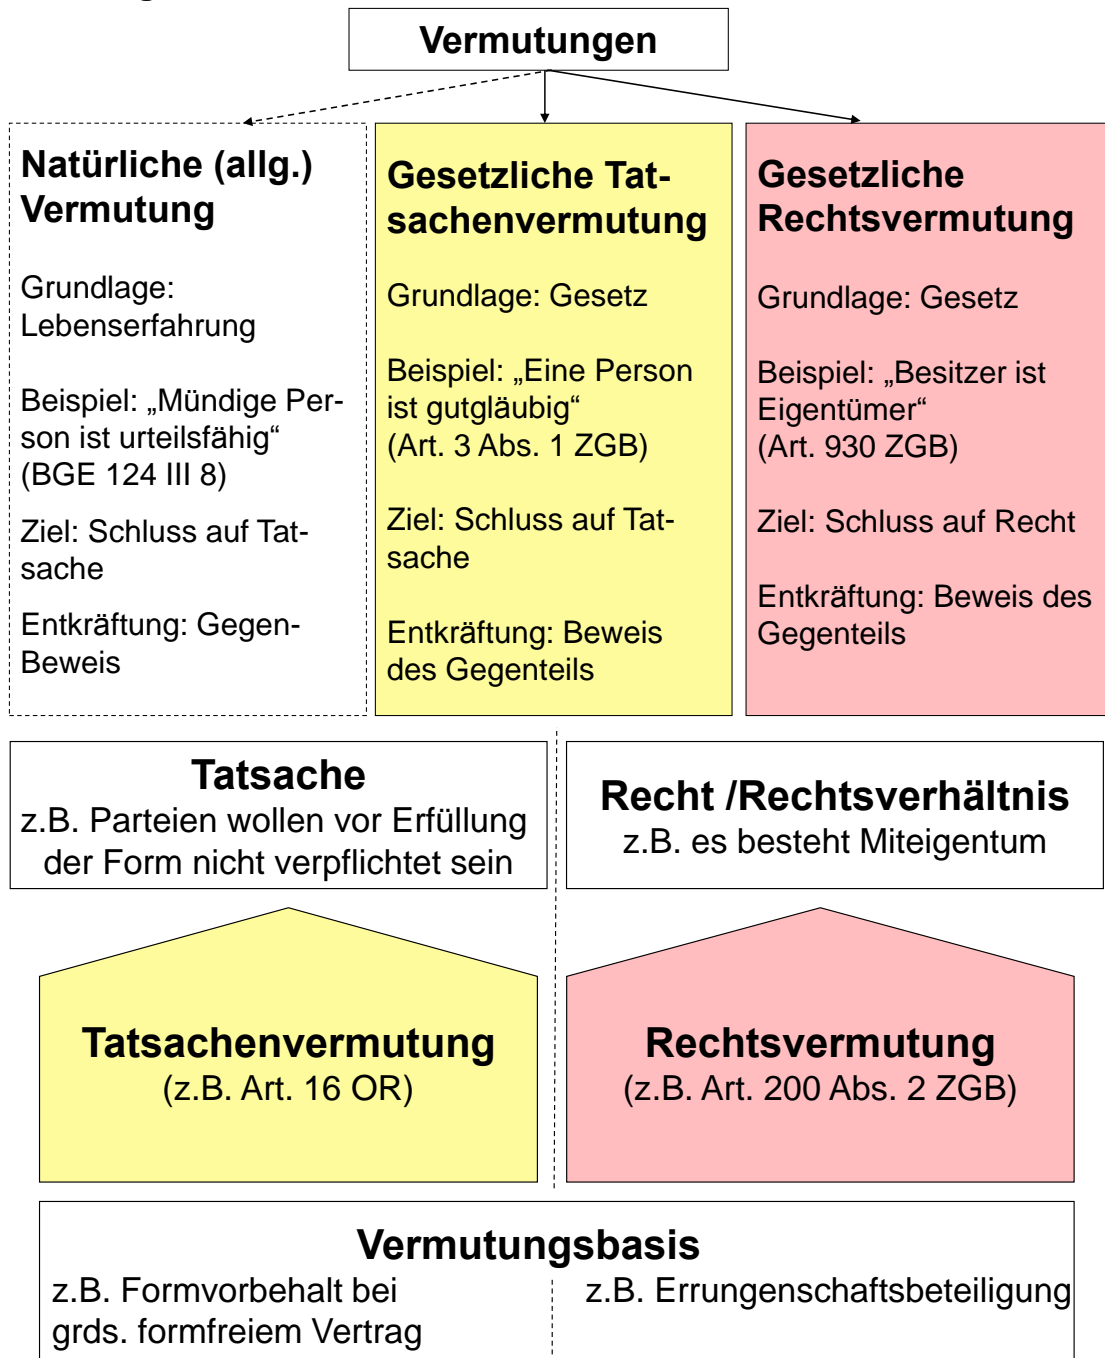 Vermutungen
Natürliche (allg.)
Vermutung
Grundlage:
Lebenserfahrung
Beispiel: „Mündige Per-
son ist urteilsfähig“
(BGE 124 III 8)
Ziel: Schluss auf Tat-
sache
Entkräftung: Gegen-
Beweis
Gesetzliche Tat-
sachenvermutung
Grundlage: Gesetz
Beispiel: „Eine Person
ist gutgläubig“
(Art. 3 Abs. 1 ZGB)
Ziel: Schluss auf Tat-
sache
Entkräftung: Beweis
des Gegenteils
Gesetzliche
Rechtsvermutung
Grundlage: Gesetz
Beispiel: „Besitzer ist
Eigentümer“
(Art. 930 ZGB)
Ziel: Schluss auf Recht
Entkräftung: Beweis des
Gegenteils
Tatsache
z.B. Parteien wollen vor Erfüllung
der Form nicht verpflichtet sein
Recht /Rechtsverhältnis
z.B. es besteht Miteigentum
Tatsachenvermutung
(z.B. Art. 16 OR)
Rechtsvermutung
(z.B. Art. 200 Abs. 2 ZGB)
Vermutungsbasis
z.B. Formvorbehalt bei
grds. formfreiem Vertrag
z.B. Errungenschaftsbeteiligung